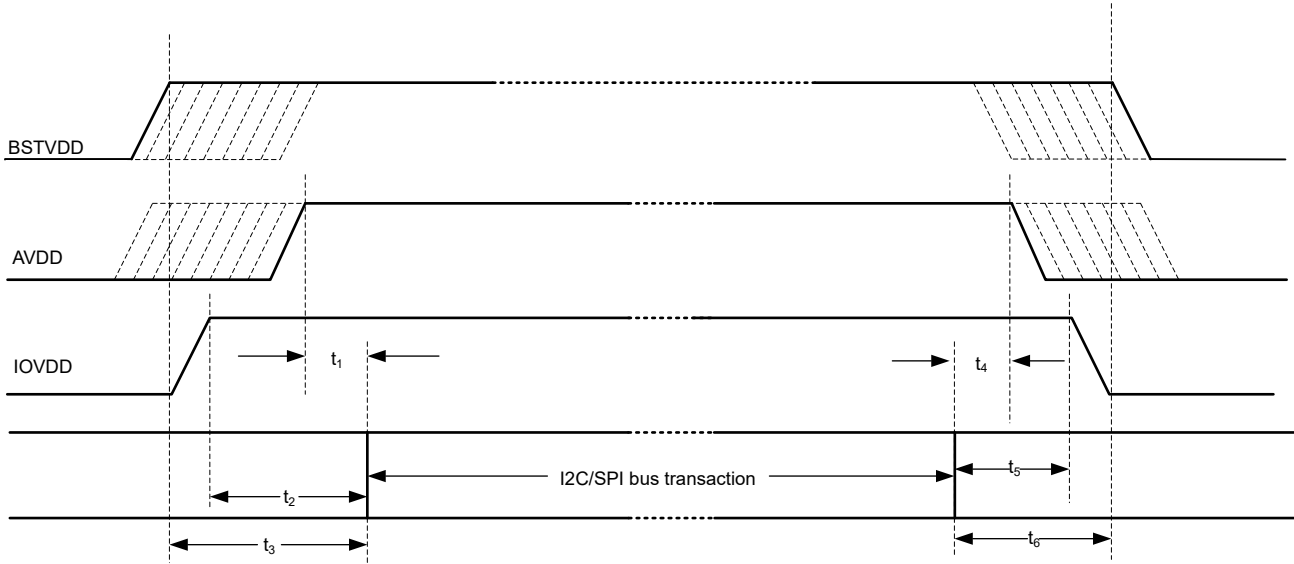 BSTVDD
AVDD
IOVDD
t₁
t₄
I2C/SPI bus transaction
t₅
t₂
t₃
t₆